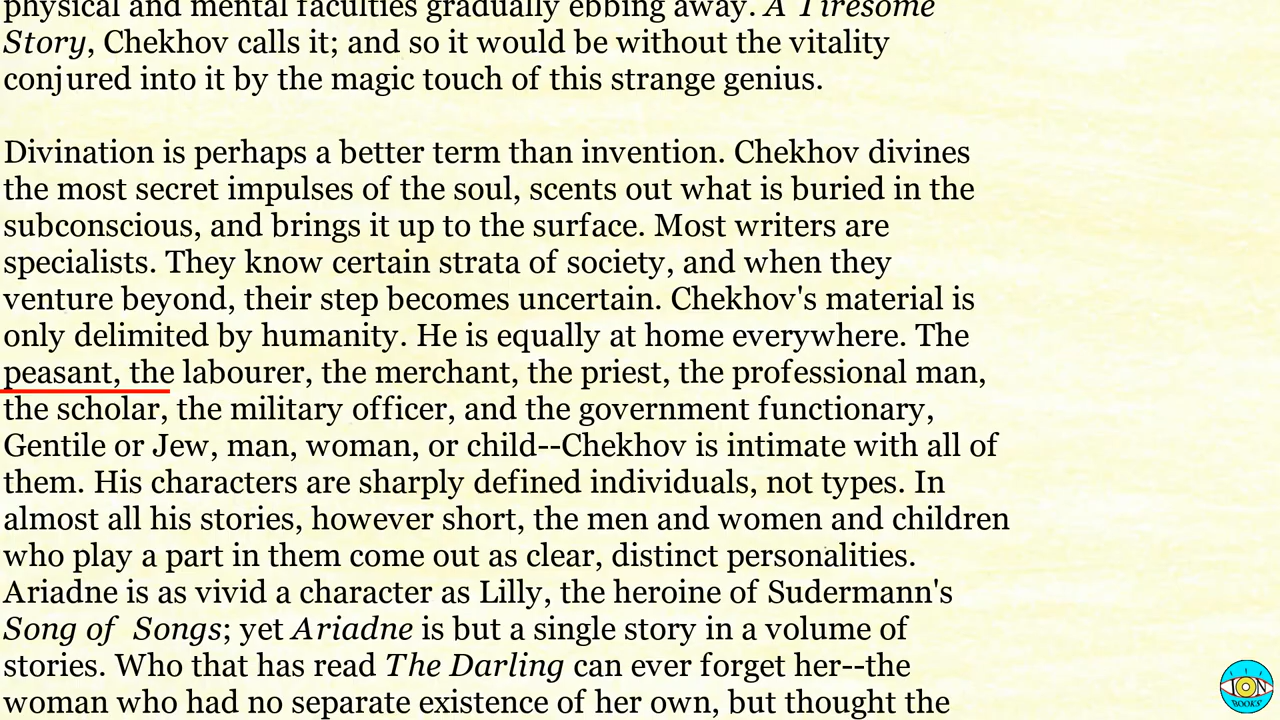 physical and mental faculties gradually ebbing away. A Tiresome
Story, Chekhov calls it; and so it would be without the vitality
conjured into it by the magic touch of this strange genius.
Divination is perhaps a better term than invention. Chekhov divines
the most secret impulses of the soul, scents out what is buried in the
subconscious, and brings it up to the surface. Most writers are
specialists. They know certain strata of society, and when they
venture beyond, their step becomes uncertain. Chekhov's material is
only delimited by humanity. He is equally at home everywhere. The
peasant, the labourer, the merchant, the priest, the professional man,
the scholar, the military officer, and the government functionary,
Gentile or Jew, man, woman, or child--Chekhov is intimate with all of
them. His characters are sharply defined individuals, not types. In
almost all his stories, however short, the men and women and children
who play a part in them come out as clear, distinct personalities.
Ariadne is as vivid a character as Lilly, the heroine of Sudermann's
Song of Songs; yet Ariadne is but a single story in a volume of
stories. Who that has read The Darling can ever forget her--the
woman who had no separate existence of her own, but thought the
ION
BOOKS